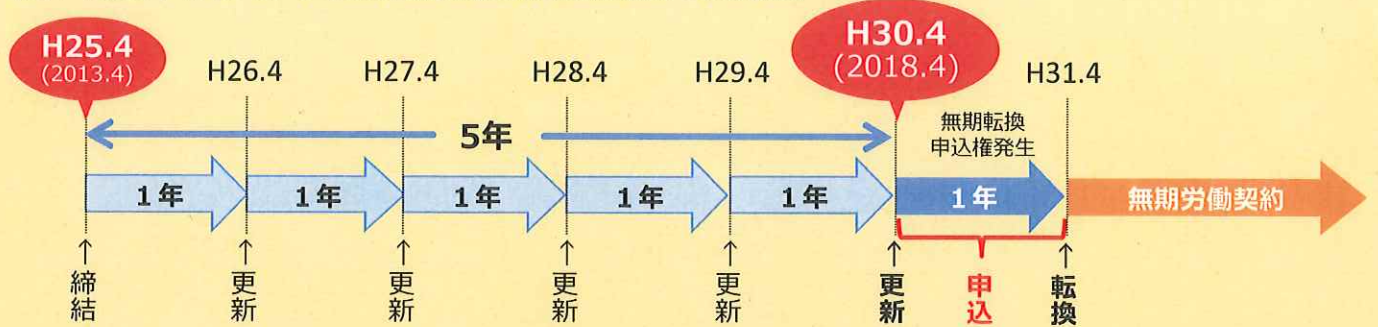 H25.4
(2013.4)
H26.4
H27.4
H28.4
H29.4
H30.4
(2018.4)
H31.4
5年
無期転換
申込権発生
1年
1年
1年
1年
1年
1年
無期労働契約
↑
締結
↑
更新
↑
更新
↑
更新
↑
更新
↑
更新
申込
↑
転換